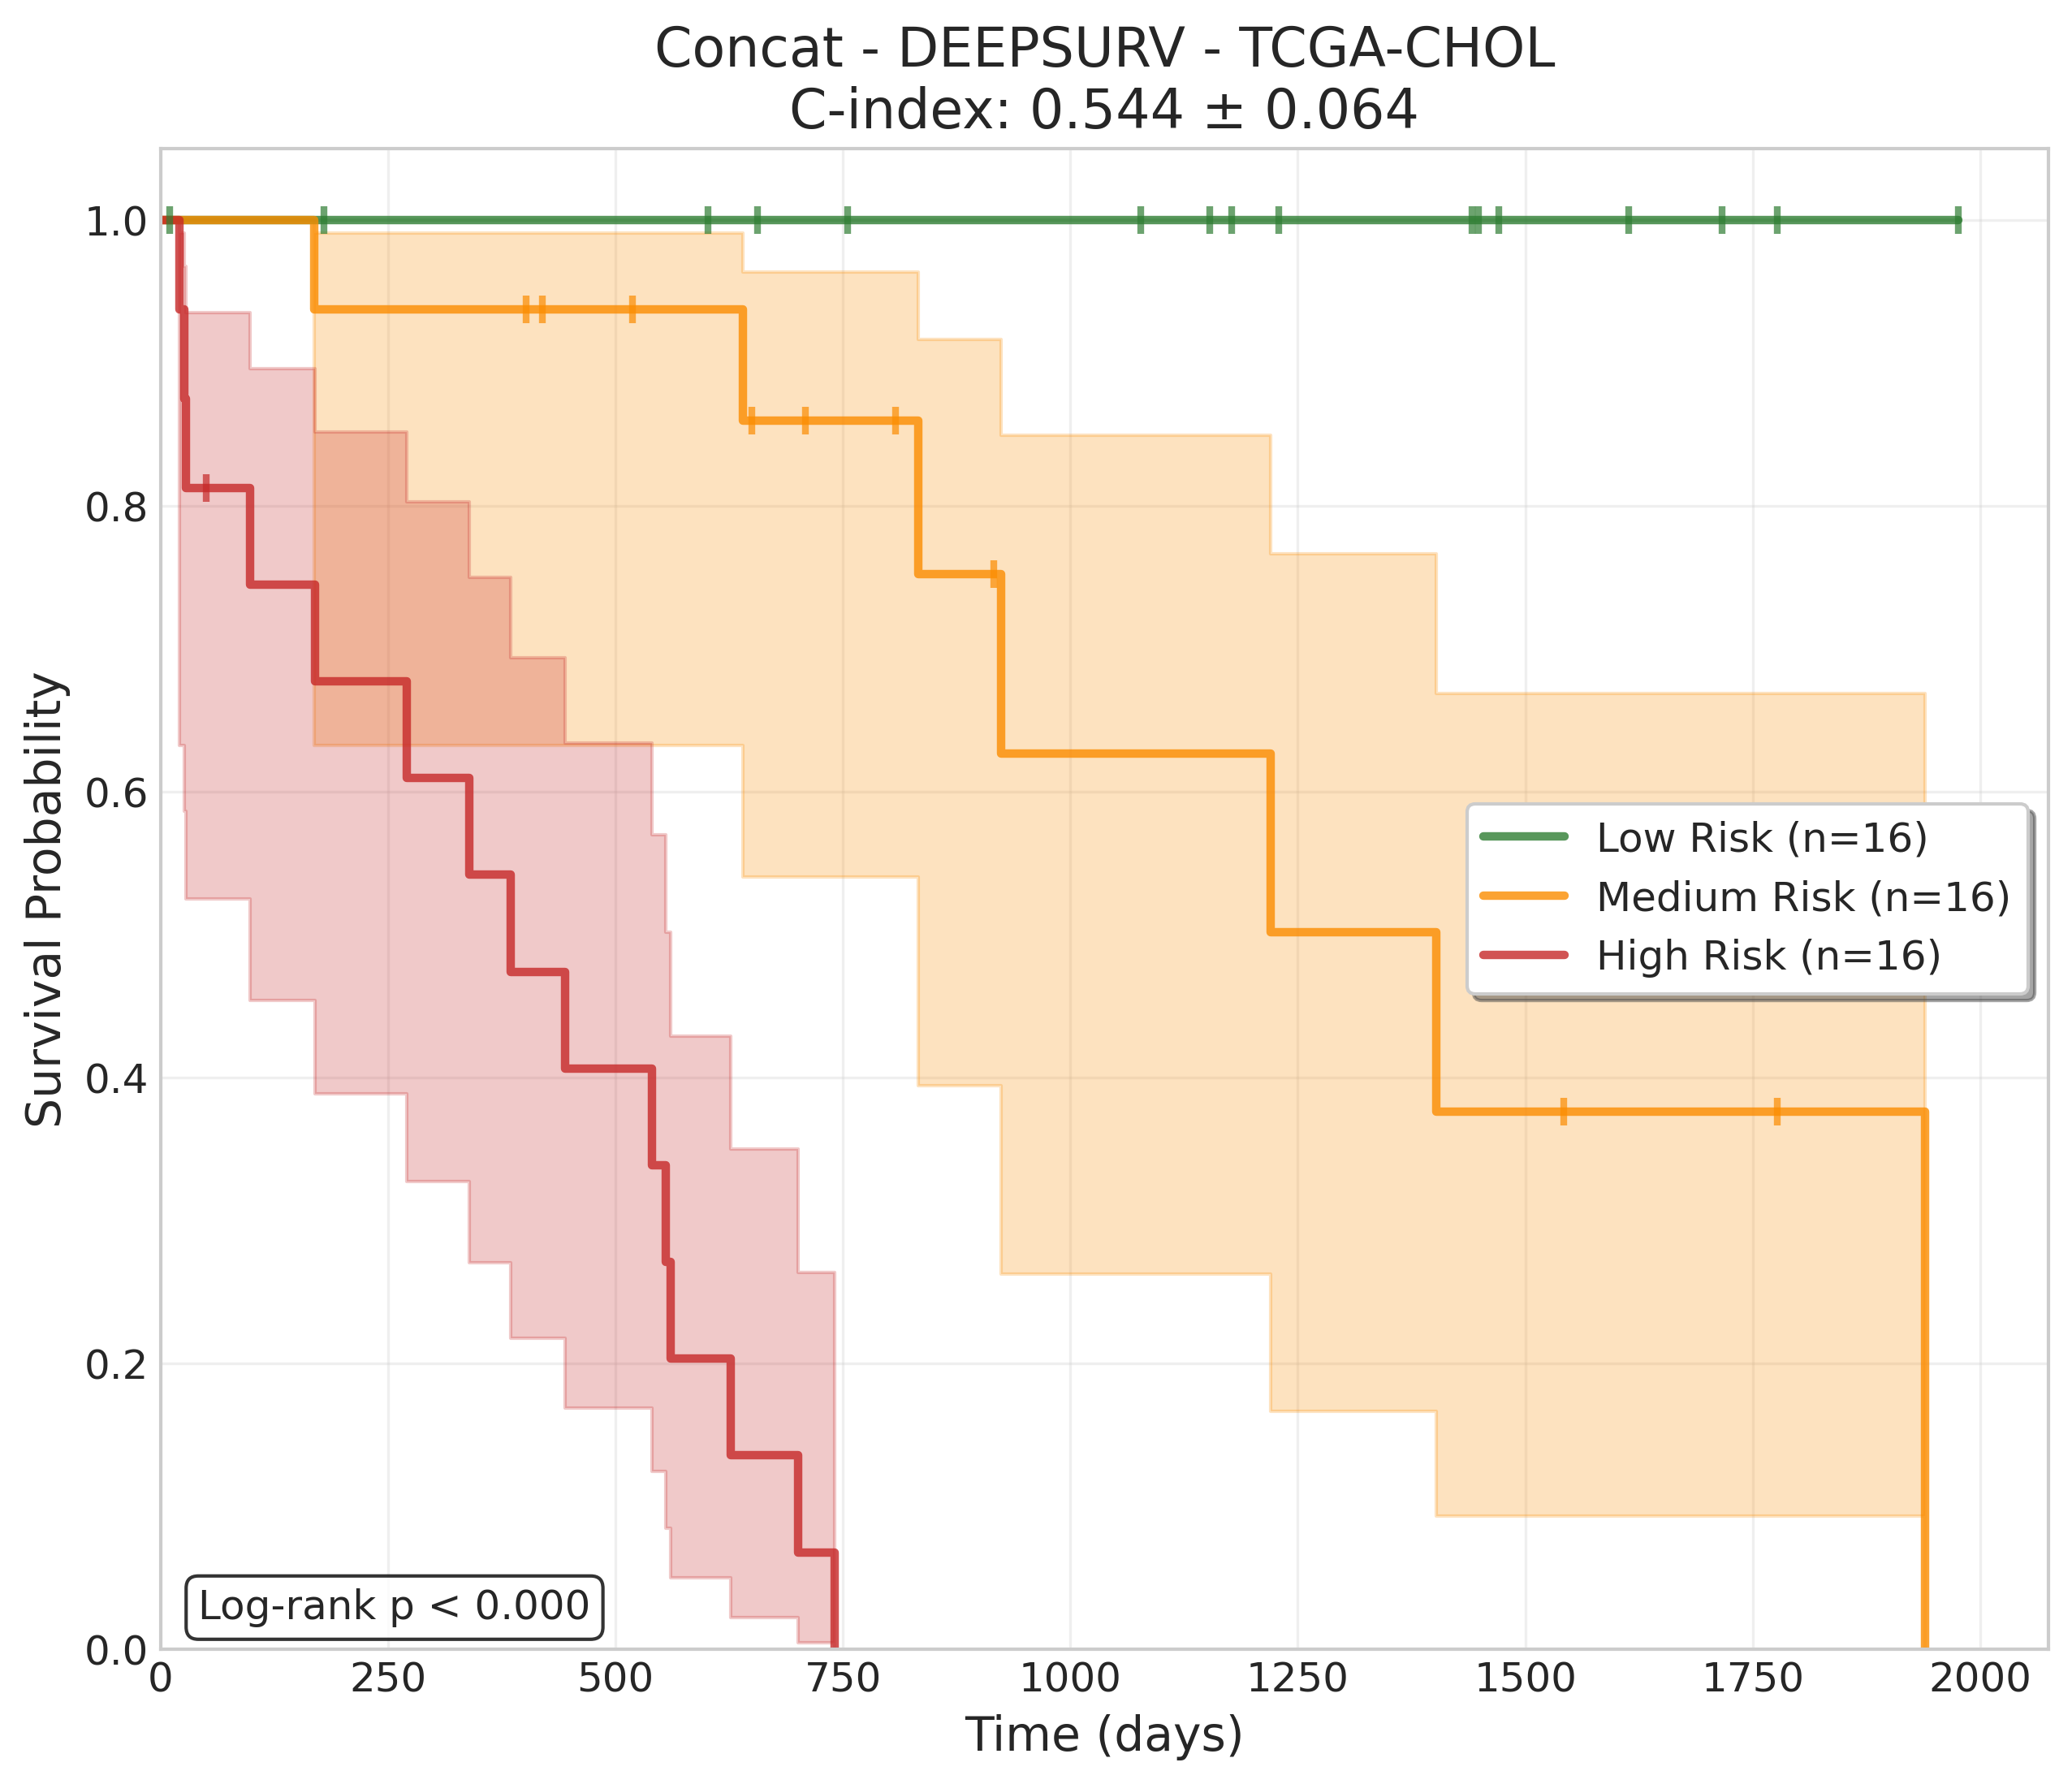 Concat - DEEPSURV - TCGA-CHOL
C-index: 0.544 ± 0.064
Survival Probability
1.0
0.8
0.6
0.4
0.2
0.0
Low Risk (n=16)
Medium Risk (n=16)
High Risk (n=16)
Log-rank p < 0.000
0 250 500 750 1000 1250 1500 1750 2000
Time (days)